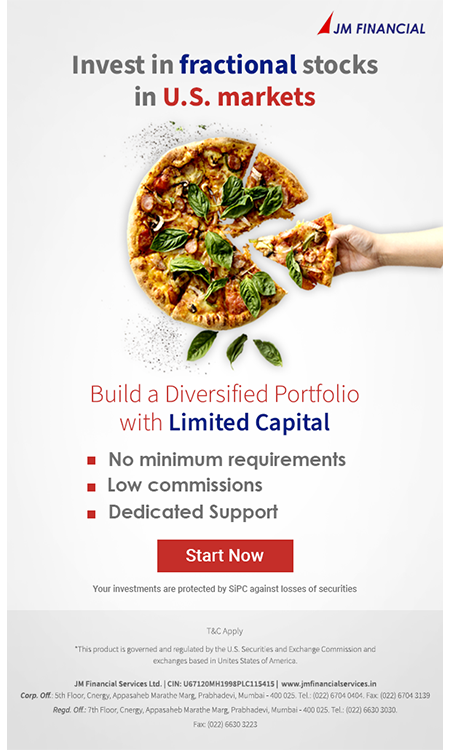 JM FINANCIAL
Invest in fractional stocks
in U.S. markets
Build a Diversified Portfolio
with Limited Capital
No minimum requirements
Low commissions
Dedicated Support
Start Now
Your investments are protected by SiPC against losses of securities
T&C Apply
*This product is governed and regulated by the U.S. Securities and Exchange Commission and
exchanges based in Unites States of America.
JM Financial Services Ltd. | CIN: U67120MH1998PLC115415 | www.jmfinancialservices.in
Corp. Off.: 5th Floor, Cnergy, Appasaheb Marathe Marg, Prabhadevi, Mumbai - 400 025. Tel.: (022) 6704 0404. Fax: (022) 6704 3139
Regd. Off.: 7th Floor, Cnergy, Appasaheb Marathe Marg, Prabhadevi, Mumbai - 400 025. Tel.: (022) 6630 3030.
Fax: (022) 6630 3223